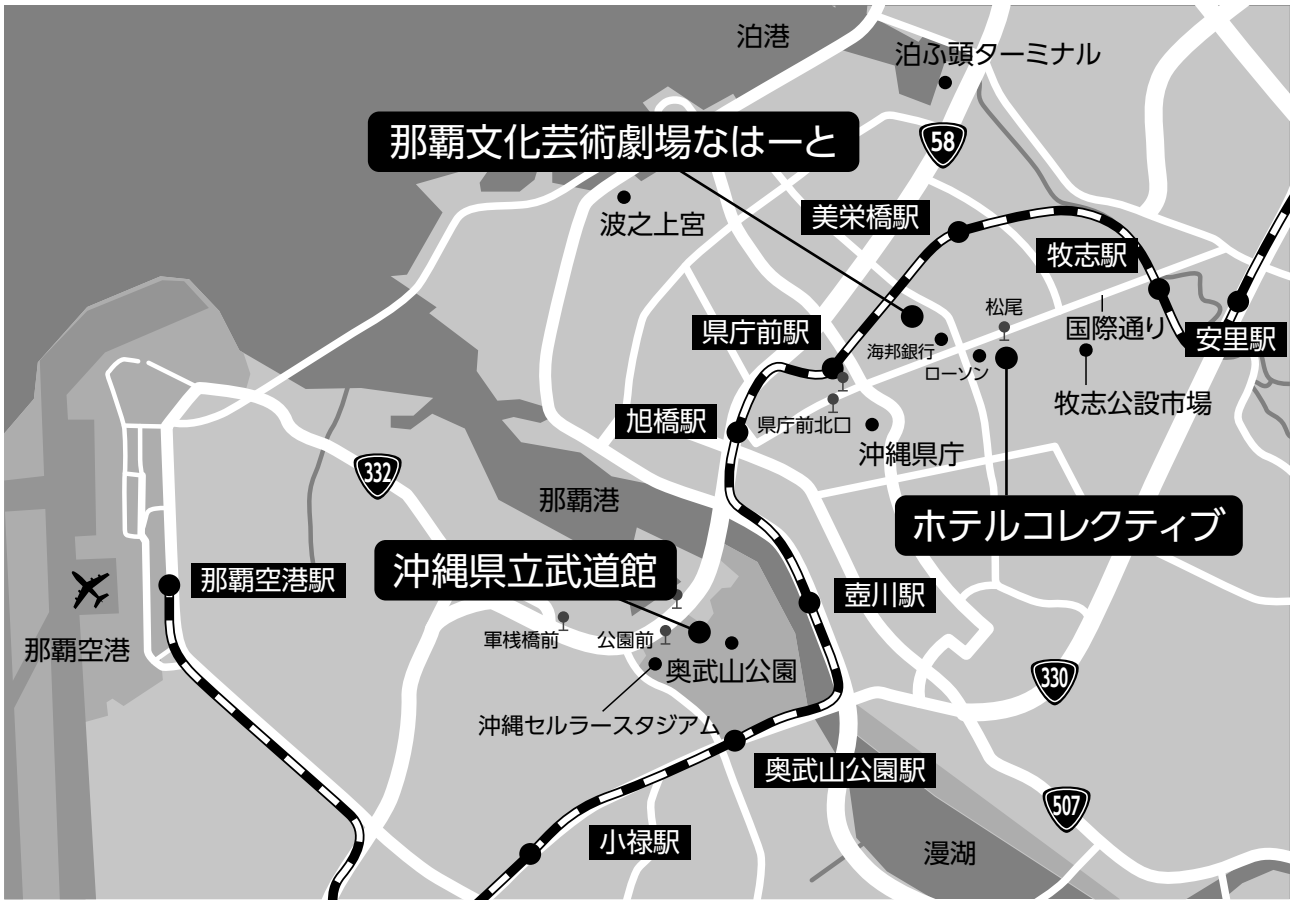 泊港
泊ふ頭ターミナル
那覇文化芸術劇場なはーと
58
波之上宮
美栄橋駅
牧志駅
松尾
国際通り
県庁前駅
海邦銀行
ローソン
安里駅
牧志公設市場
旭橋駅
県庁前北口
沖縄県庁
332
那覇港
ホテルコレクティブ
沖縄県立武道館
那覇空港駅
壺川駅
軍桟橋前
公園前
那覇空港
奥武山公園
330
沖縄セルラースタジアム
奥武山公園駅
507
小禄駅
漫湖